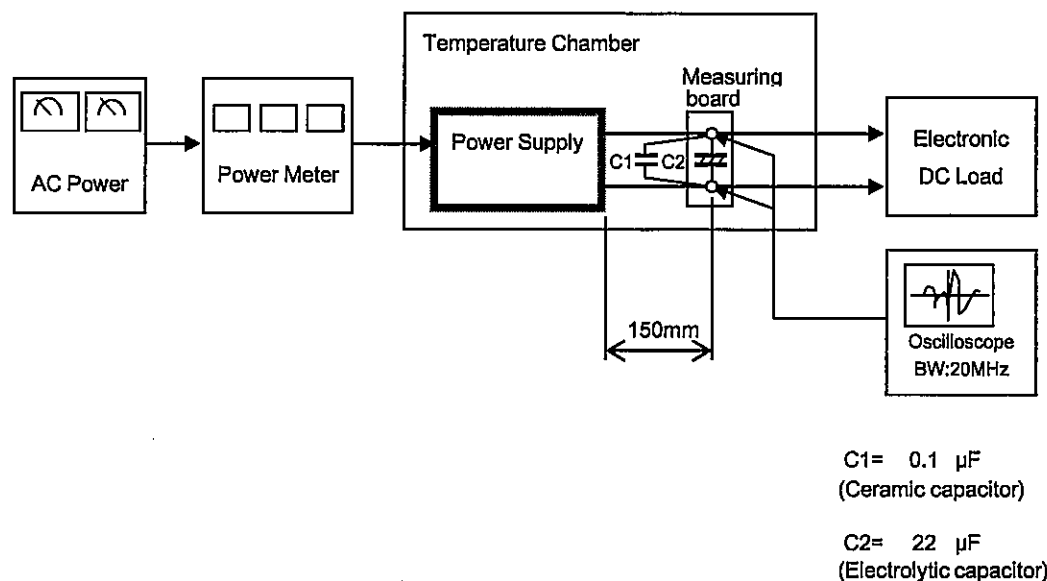 Temperature Chamber
Measuring
board
Power Supply
C1
C2
AC Power
Power Meter
Electronic
DC Load
150mm
Oscilloscope
BW:20MHz
C1= 0.1 µF
(Ceramic capacitor)
C2= 22 µF
(Electrolytic capacitor)